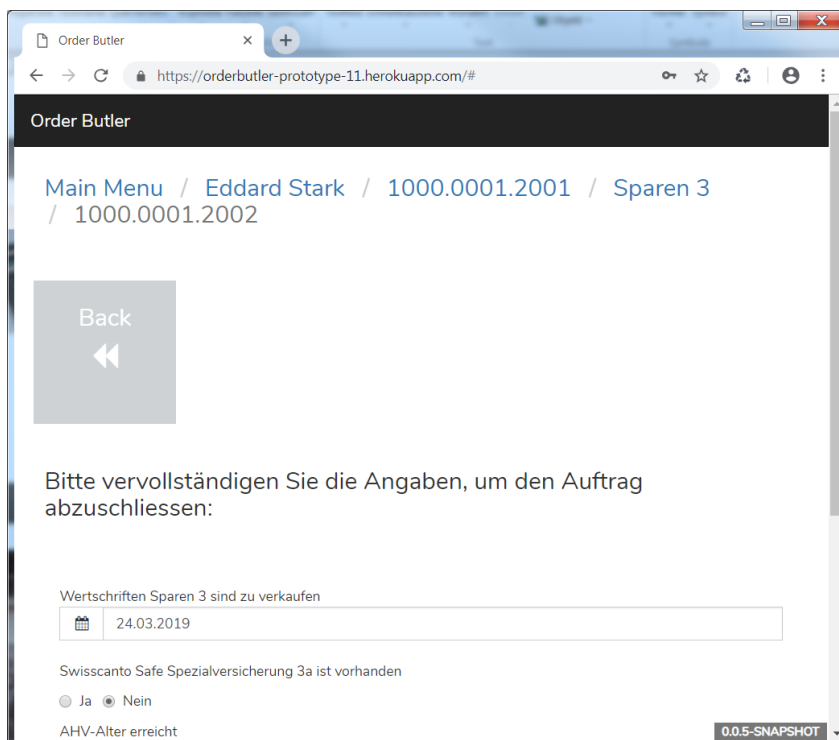 Order Butler
https://orderbutler-prototype-11.herokuapp.com/#
Order Butler
Main Menu / Eddard Stark / 1000.0001.2001 / Sparen 3
/ 1000.0001.2002
Back
Bitte vervollständigen Sie die Angaben, um den Auftrag
abzuschliessen:
Wertschriften Sparen 3 sind zu verkaufen
24.03.2019
Swisscanto Safe Spezialversicherung 3a ist vorhanden
Ja Nein
AHV-Alter erreicht
0.0.5-SNAPSHOT